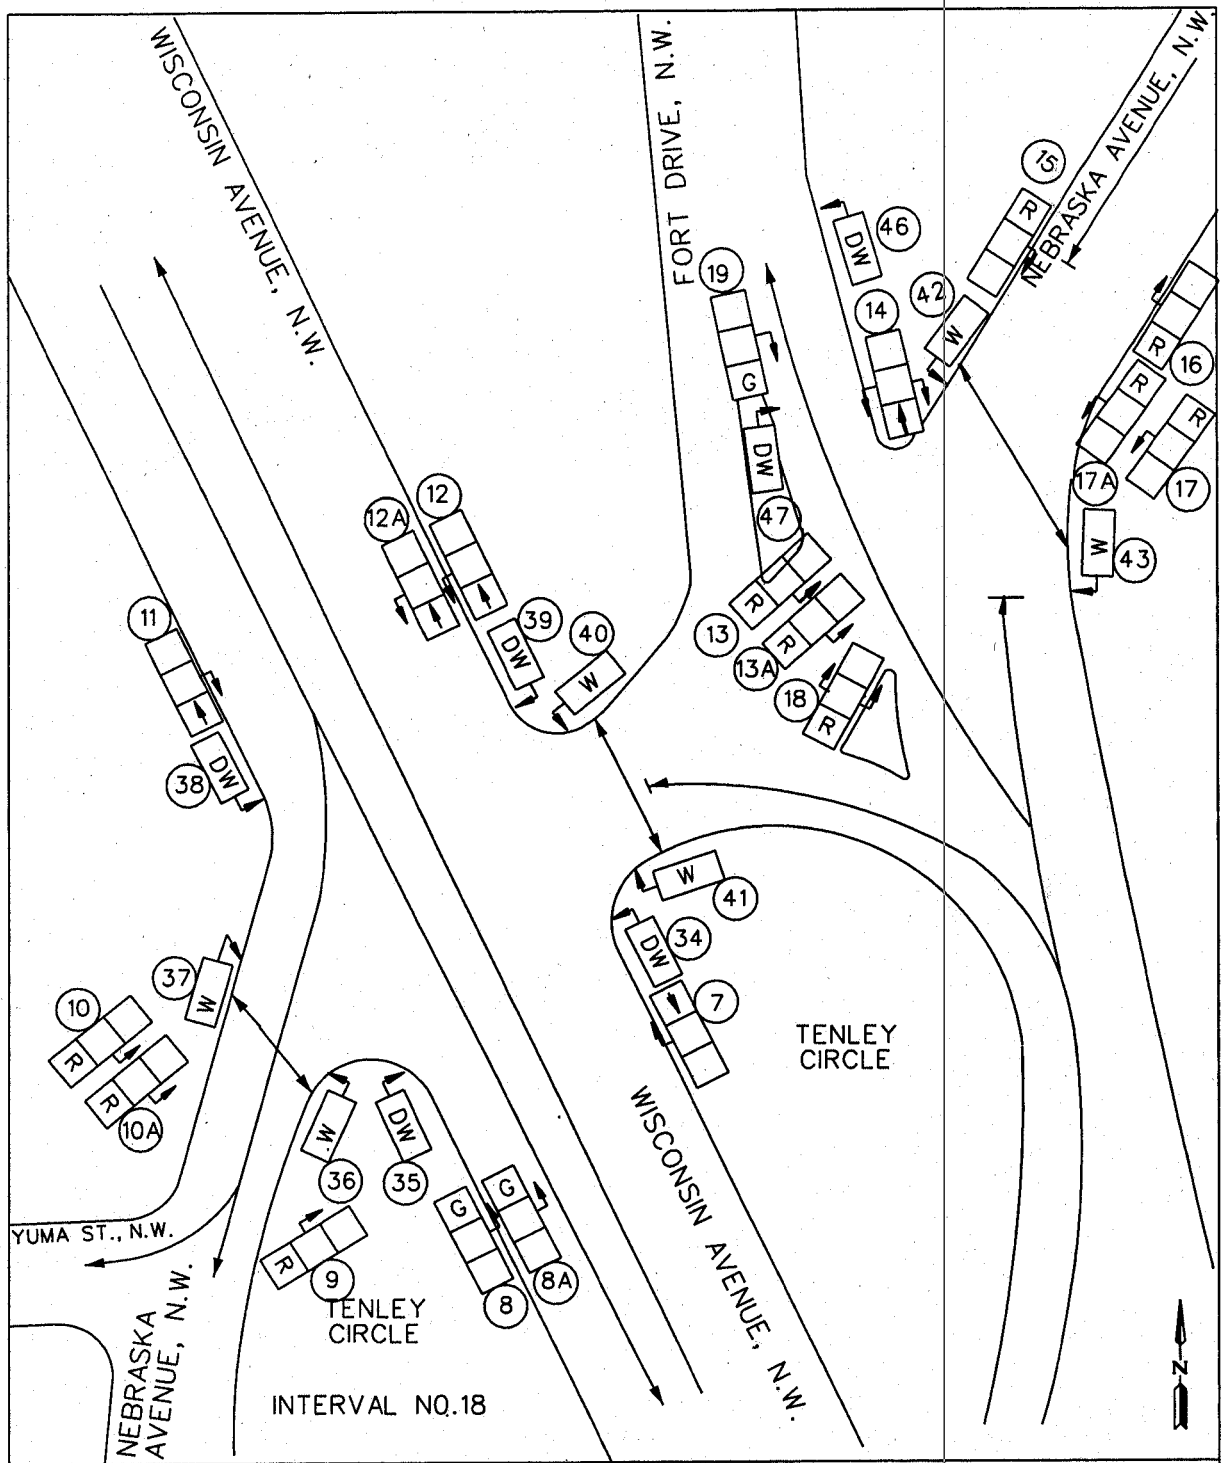 WISCONSIN AVENUE, N.W.
FORT DRIVE, N.W.
NEBRASKA AVENUE, N.W.
15
R
46
DW
19
G
42
W
14
16
R
R
17A
R
17
DW
47
W
43
12
12A
11
DW
39
40
W
13
R
13A
R
18
R
38
DW
W
41
34
DW
7
37
W
10
R
R
10A
TENLEY
CIRCLE
W
36
DW
35
WISCONSIN AVENUE, N.W.
G
8
G
8A
YUMA ST., N.W.
R
9
TENLEY
CIRCLE
NEBRASKA
AVENUE, N.W.
INTERVAL NO.18
N